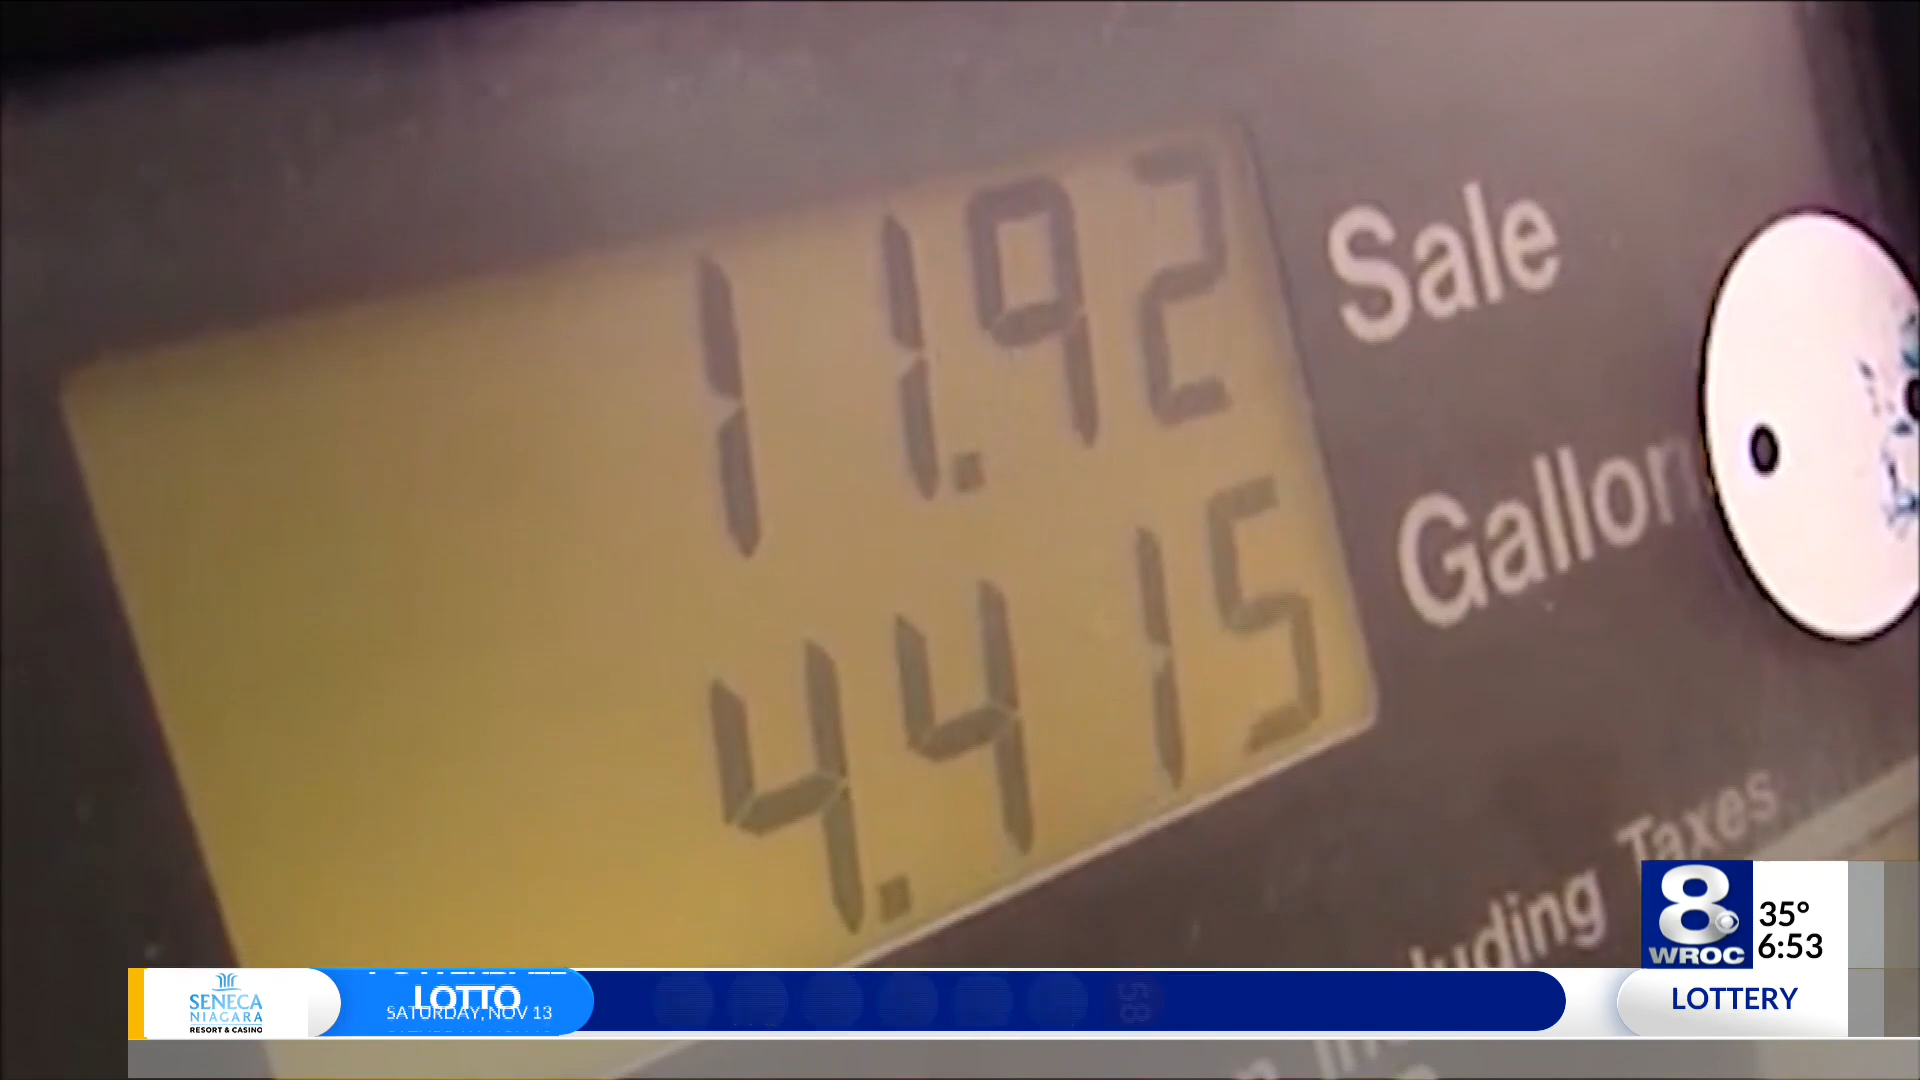 11.92
Sale
4.415
Gallon
Including Taxes
8
WROC
35°
6:53
SENECA
NIAGARA
RESORT & CASINO
LOTTO
SATURDAY, NOV 13
LOTTERY